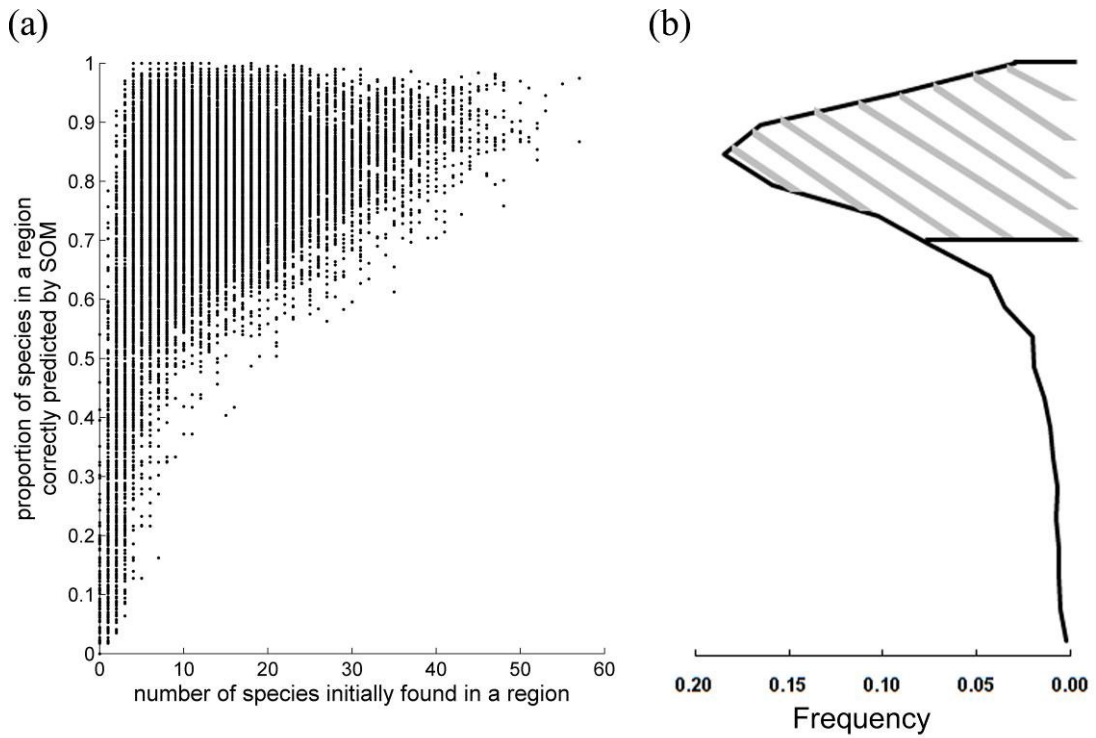 (a)
(b)
proportion of species in a region
correctly predicted by SOM
1
0.9
0.8
0.7
0.6
0.5
0.4
0.3
0.2
0.1
0
0 10 20 30 40 50 60
number of species initially found in a region
0.20 0.15 0.10 0.05 0.00
Frequency